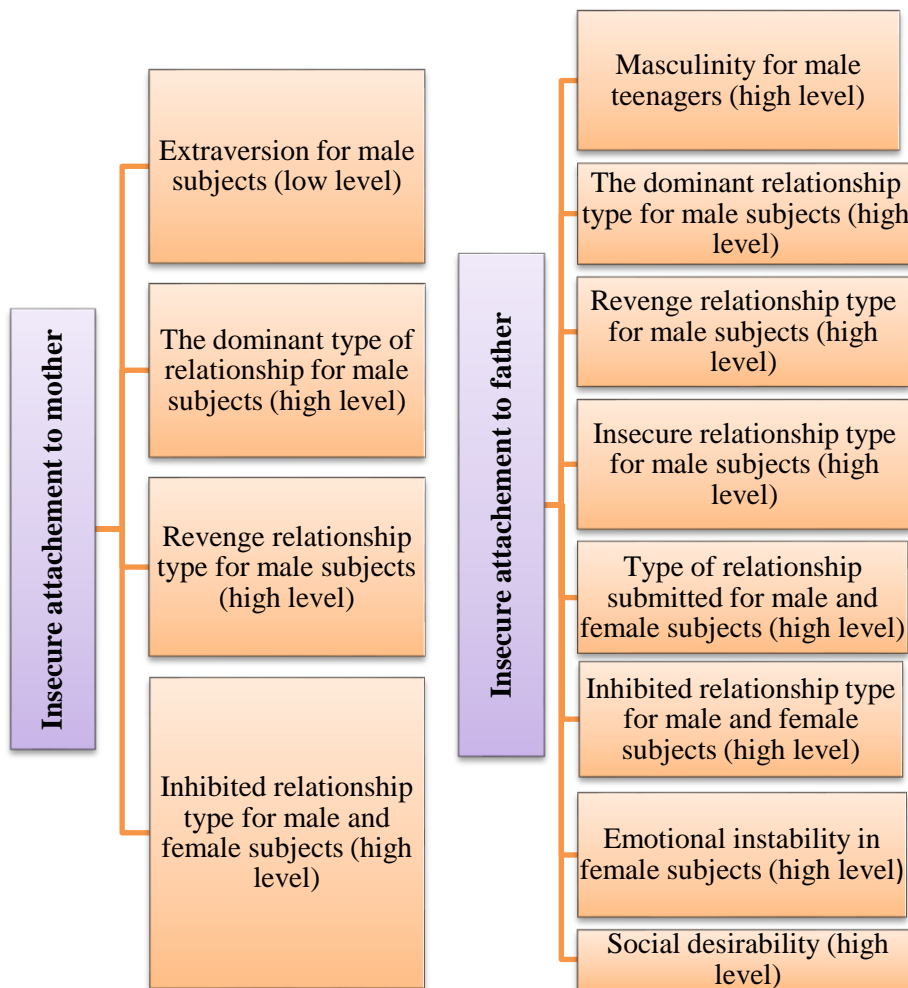 Insecure attachement to mother
Extraversion for male
subjects (low level)
The dominant type of
relationship for male
subjects (high level)
Revenge relationship
type for male subjects
(high level)
Inhibited relationship
type for male and
female subjects (high
level)
Insecure attachement to father
Masculinity for male
teenagers (high level)
The dominant relationship
type for male subjects (high
level)
Revenge relationship type
for male subjects (high
level)
Insecure relationship type
for male subjects (high
level)
Type of relationship
submitted for male and
female subjects (high level)
Inhibited relationship type
for male and female
subjects (high level)
Emotional instability in
female subjects (high level)
Social desirability (high
level)